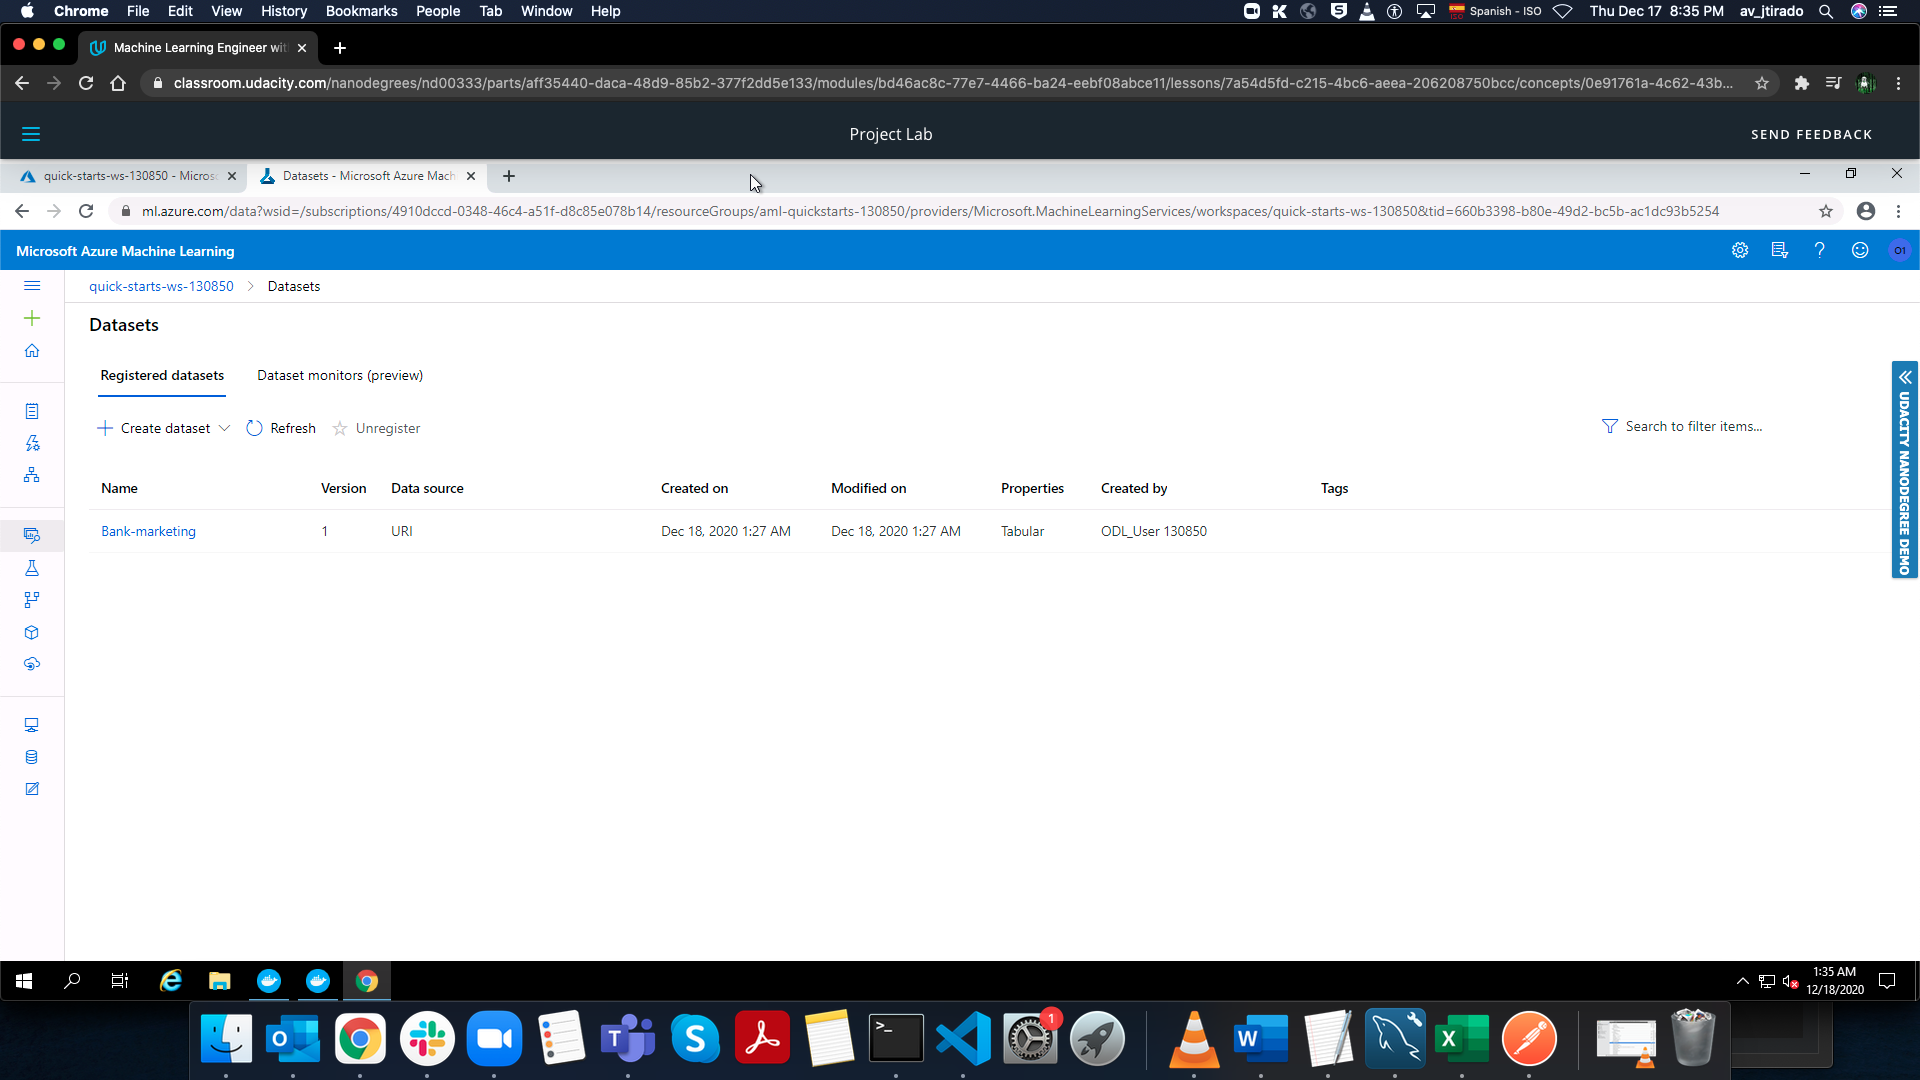 Chrome File Edit View History Bookmarks People Tab Window Help
Spanish - ISO Thu Dec 17 8:35 PM av_jtirado
Machine Learning Engineer wit
classroom.udacity.com/nanodegrees/nd00333/parts/aff35440-daca-48d9-85b2-377f2dd5e133/modules/bd46ac8c-77e7-4466-ba24-eebf08abce11/lessons/7a54d5fd-c215-4bc6-aeea-206208750bcc/concepts/0e91761a-4c62-43b...
Project Lab
SEND FEEDBACK
quick-starts-ws-130850 - Micros
Datasets - Microsoft Azure Mach
ml.azure.com/data?wsid=/subscriptions/4910dccd-0348-46c4-a51f-d8c85e078b14/resourceGroups/aml-quickstarts-130850/providers/Microsoft.MachineLearningServices/workspaces/quick-starts-ws-130850&tid=660b3398-b80e-49d2-bc5b-ac1dc93b5254
Microsoft Azure Machine Learning
O1
quick-starts-ws-130850 > Datasets
Datasets
Registered datasets Dataset monitors (preview)
Create dataset Refresh Unregister
Search to filter items...
Name Version Data source Created on Modified on Properties Created by Tags
Bank-marketing 1 URI Dec 18, 2020 1:27 AM Dec 18, 2020 1:27 AM Tabular ODL_User 130850
UDACITY NANODEGREE DEMO
1:35 AM
12/18/2020
1